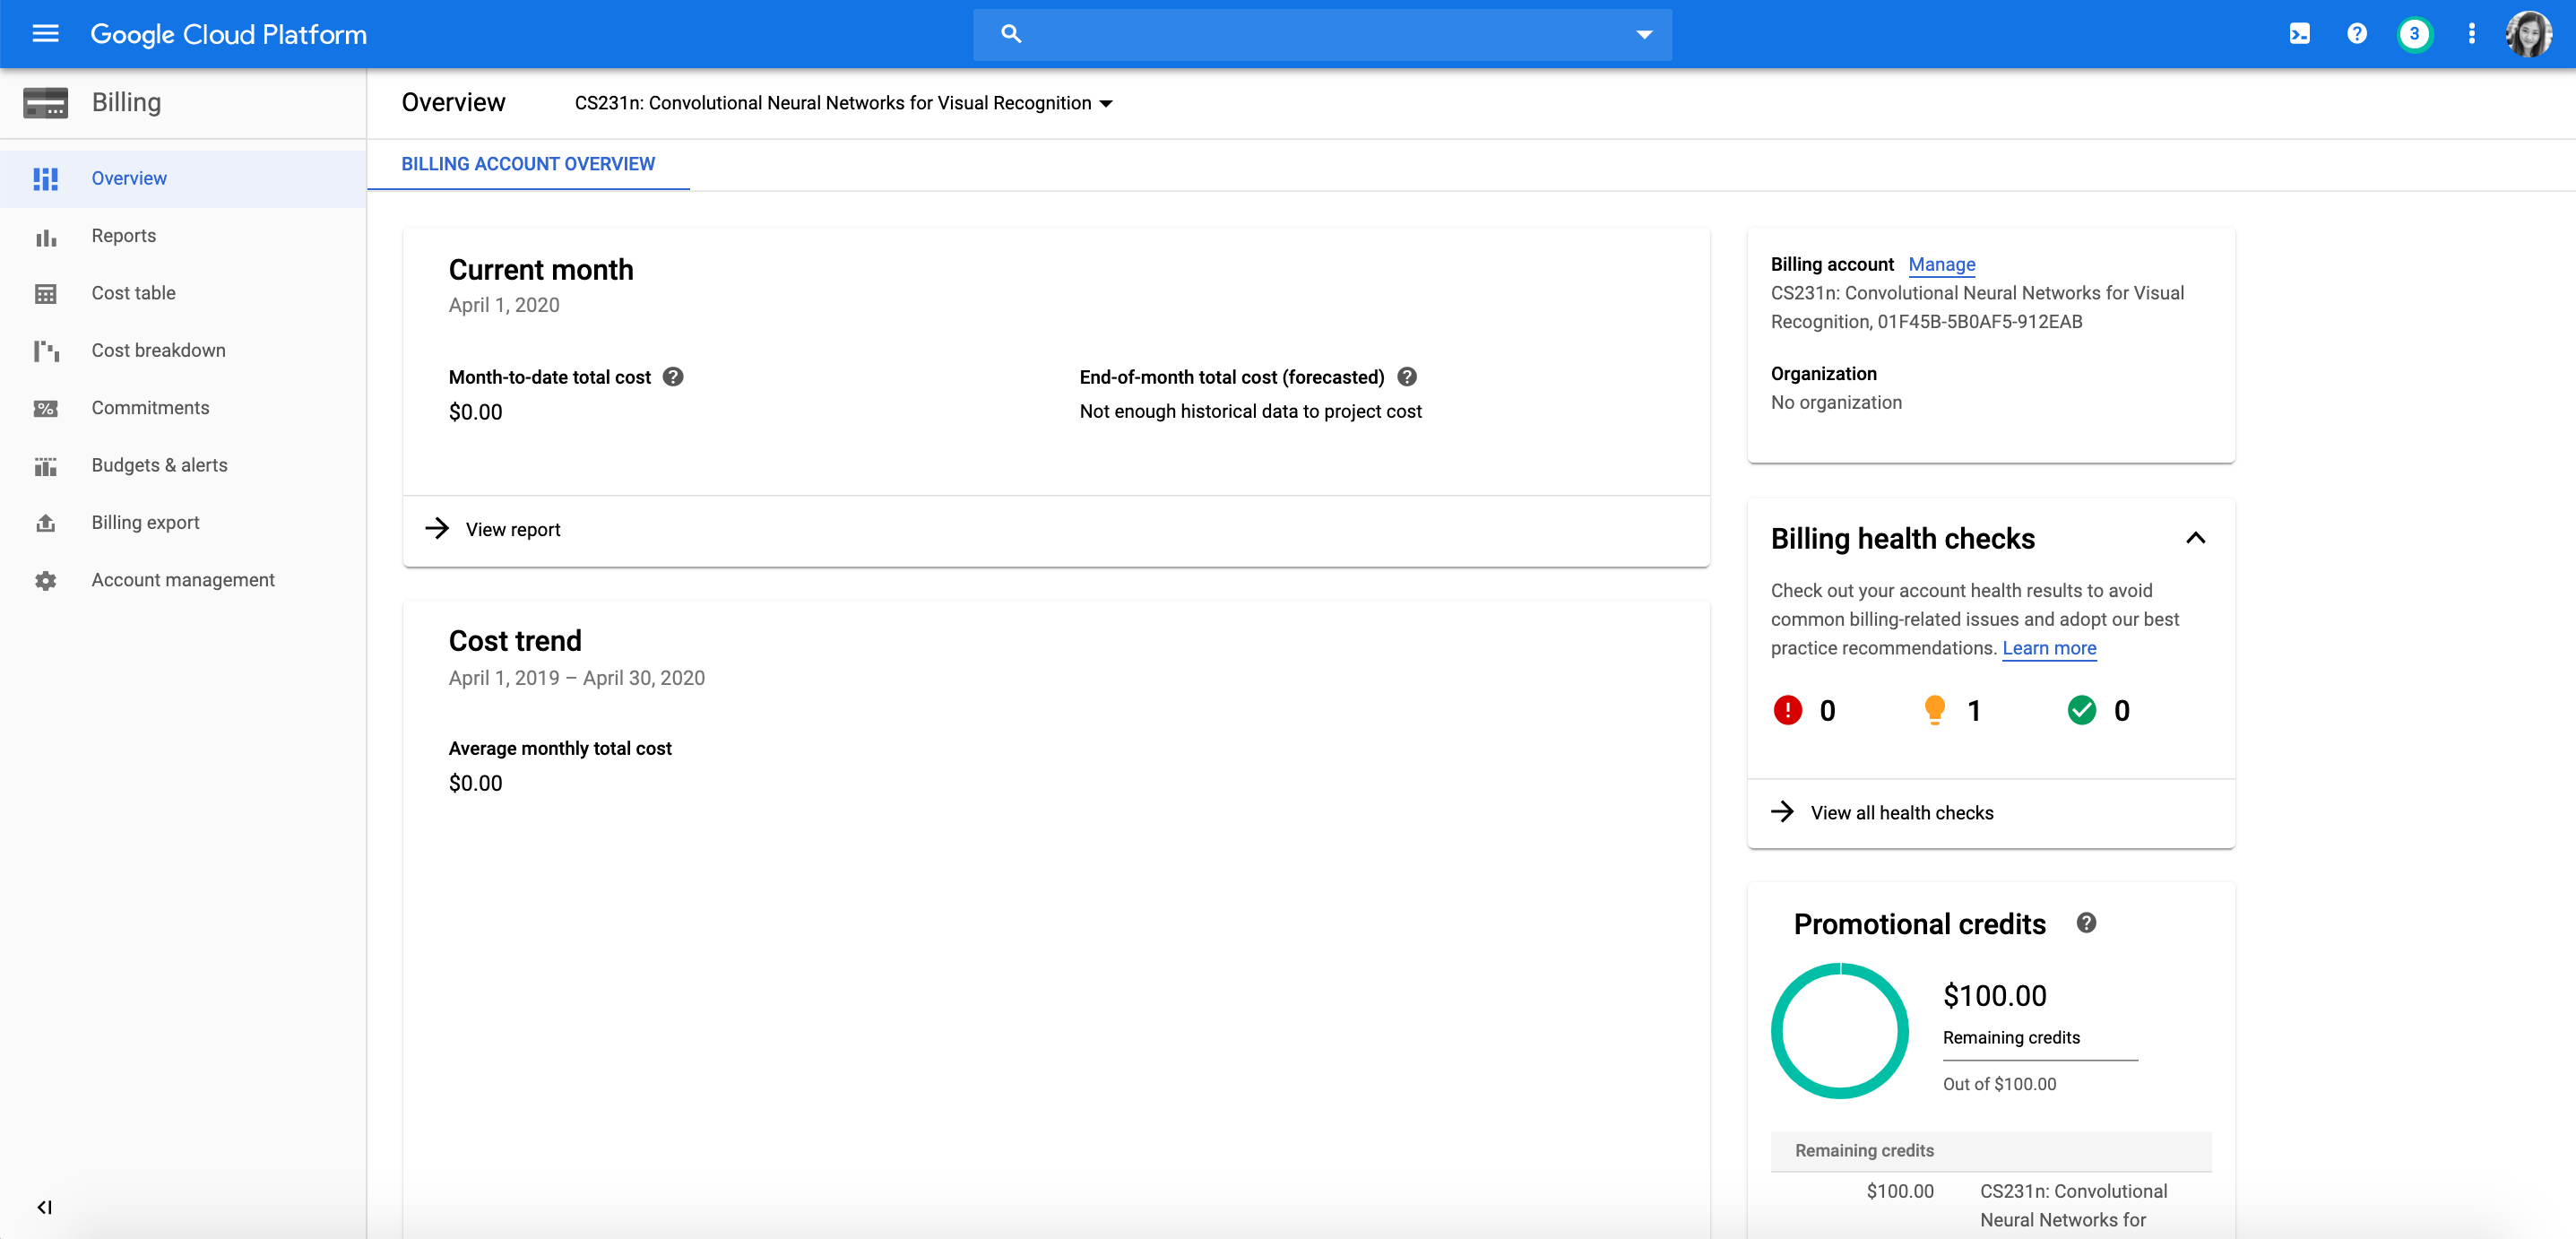 Google Cloud Platform
3
Billing
Overview
CS231n: Convolutional Neural Networks for Visual Recognition
Overview
Reports
Cost table
Cost breakdown
Commitments
Budgets & alerts
Billing export
Account management
BILLING ACCOUNT OVERVIEW
Current month
April 1, 2020
Month-to-date total cost
$0.00
End-of-month total cost (forecasted)
Not enough historical data to project cost
View report
Cost trend
April 1, 2019 – April 30, 2020
Average monthly total cost
$0.00
Billing account Manage
CS231n: Convolutional Neural Networks for Visual
Recognition, 01F45B-5B0AF5-912EAB
Organization
No organization
Billing health checks
Check out your account health results to avoid
common billing-related issues and adopt our best
practice recommendations. Learn more
0 1 0
View all health checks
Promotional credits
$100.00
Remaining credits
Out of $100.00
Remaining credits
$100.00 CS231n: Convolutional
Neural Networks for